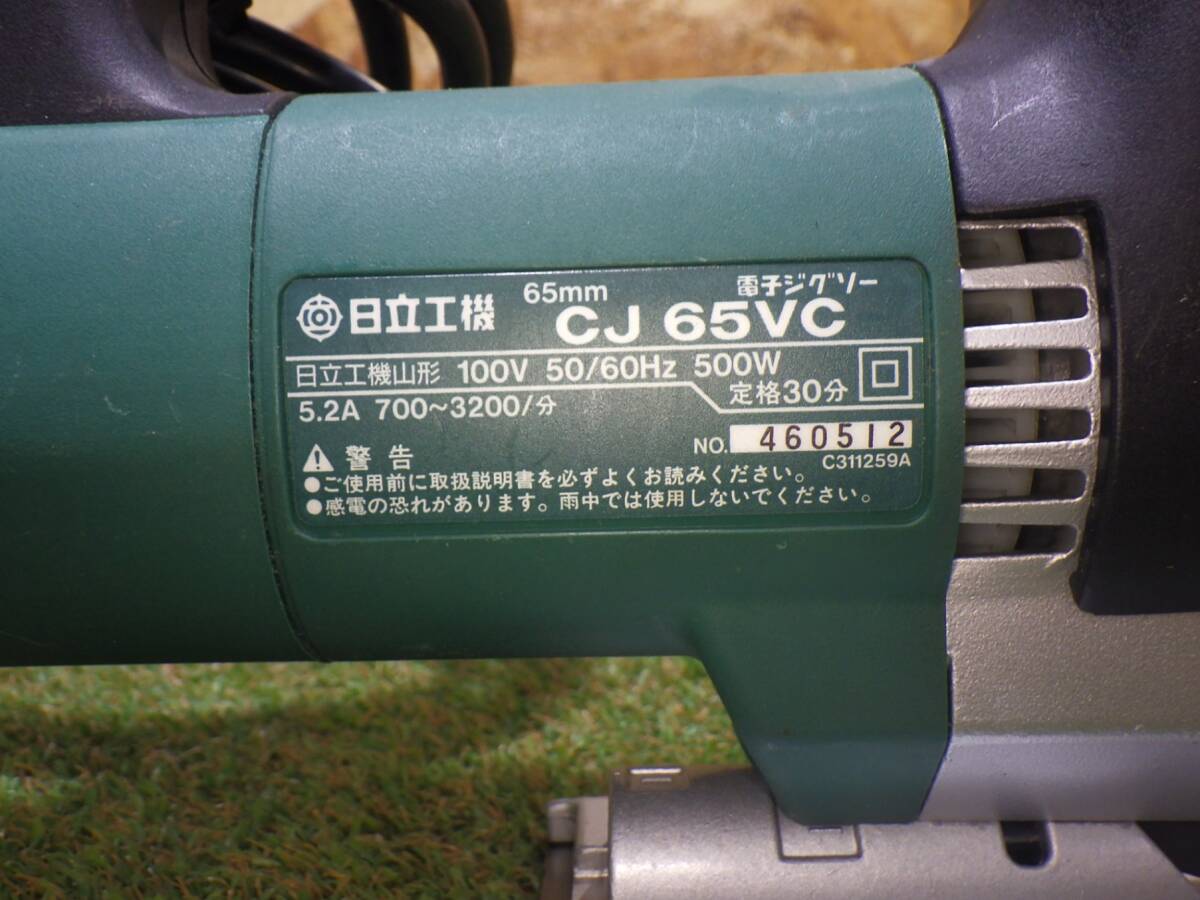 日立工機 65mm 電子ジグソー
CJ 65VC
日立工機山形 100V 50/60Hz 500W
5.2A 700~3200/分 定格30分
NO. 460512
C311259A
警告
●ご使用前に取扱説明書を必ずよくお読みください。
●感電の恐れがあります。雨中では使用しないでください。